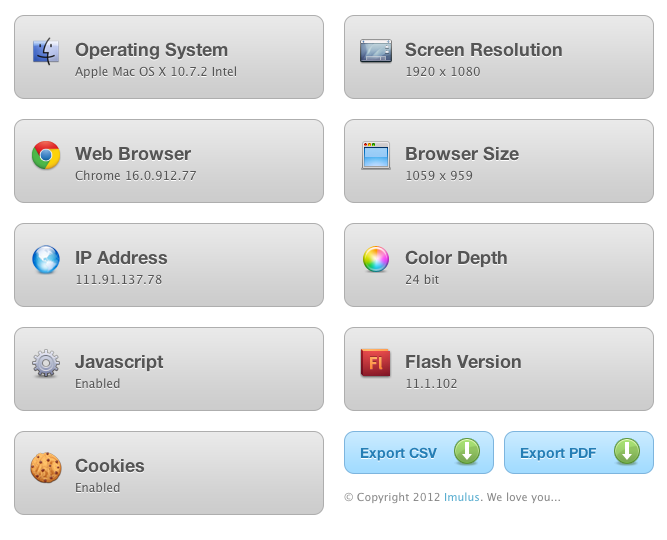 Operating System
Apple Mac OS X 10.7.2 Intel
Screen Resolution
1920 x 1080
Web Browser
Chrome 16.0.912.77
Browser Size
1059 x 959
IP Address
111.91.137.78
Color Depth
24 bit
Javascript
Enabled
Flash Version
Fl
11.1.102
Cookies
Enabled
Export CSV
Export PDF
© Copyright 2012 Imulus. We love you...